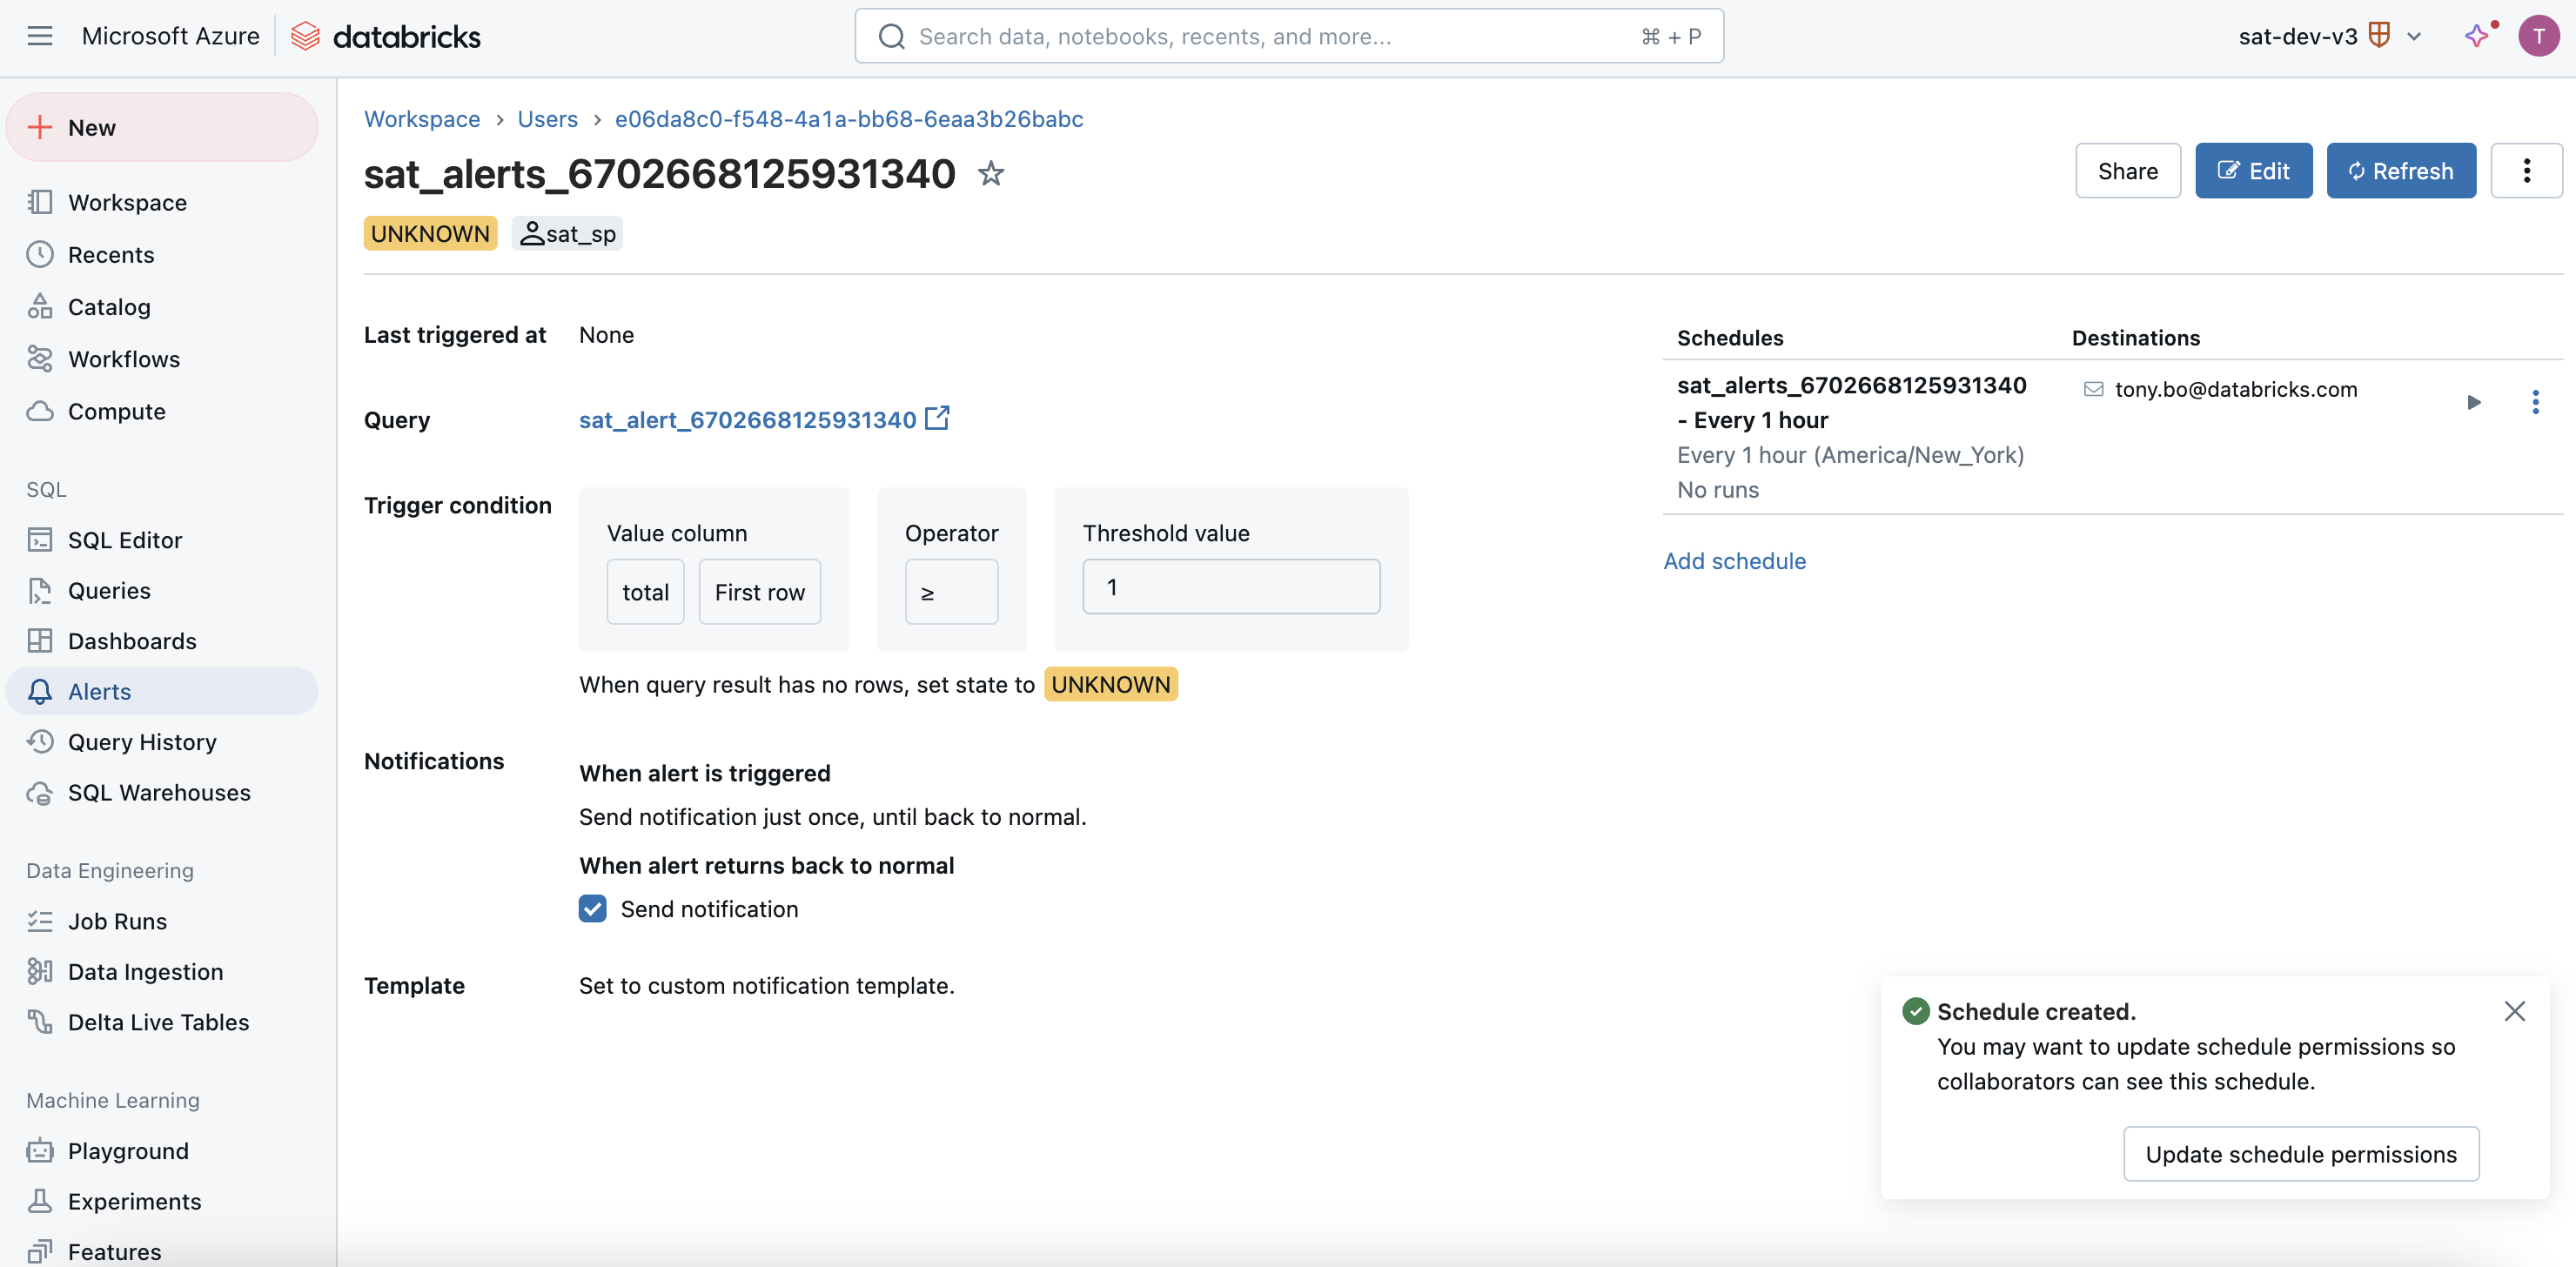 Microsoft Azure
databricks
Search data, notebooks, recents, and more...
⌘ + P
sat-dev-v3
T
New
Workspace
Recents
Catalog
Workflows
Compute
SQL
SQL Editor
Queries
Dashboards
Alerts
Query History
SQL Warehouses
Data Engineering
Job Runs
Data Ingestion
Delta Live Tables
Machine Learning
Playground
Experiments
Features
Workspace > Users > e06da8c0-f548-4a1a-bb68-6eaa3b26babc
sat_alerts_6702668125931340
Share
Edit
Refresh
UNKNOWN
sat_sp
Last triggered at
None
Query
sat_alert_6702668125931340
Trigger condition
Value column
total
First row
Operator
≥
Threshold value
1
When query result has no rows, set state to UNKNOWN
Notifications
When alert is triggered
Send notification just once, until back to normal.
When alert returns back to normal
Send notification
Template
Set to custom notification template.
Schedules
Destinations
sat_alerts_6702668125931340
- Every 1 hour
Every 1 hour (America/New_York)
No runs
tony.bo@databricks.com
Add schedule
Schedule created.
You may want to update schedule permissions so
collaborators can see this schedule.
Update schedule permissions